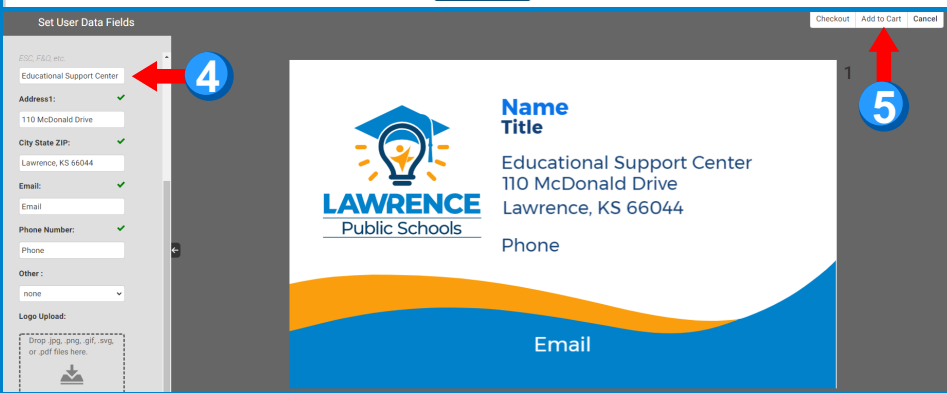 Set User Data Fields
Checkout Add to Cart Cancel
ESC, F&O, etc.
Educational Support Center
4
Address1:
110 McDonald Drive
City State ZIP:
Lawrence, KS 66044
Email:
Email
Phone Number:
Phone
Other :
none
Logo Upload:
Drop .jpg, .png, .gif, .svg,
or .pdf files here.
LAWRENCE
Public Schools
Name
Title
Educational Support Center
110 McDonald Drive
Lawrence, KS 66044
Phone
Email
1
5